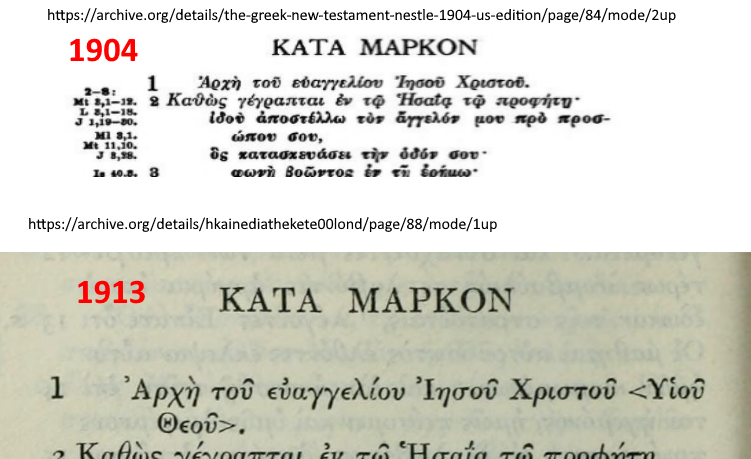 https://archive.org/details/the-greek-new-testament-nestle-1904-us-edition/page/84/mode/2up
1904
ΚΑΤΑ ΜΑΡΚΟΝ
2–8:
Mt 3,1–12.
L 3,1–18.
J 1,19–30.
Ml 3,1.
Mt 11,10.
J 3,28.
Is 40,3.
1 Ἀρχὴ τοῦ εὐαγγελίου Ἰησοῦ Χριστοῦ.
2 Καθὼς γέγραπται ἐν τῷ Ἡσαΐᾳ τῷ προφήτῃ·
ἰδοὺ ἀποστέλλω τὸν ἄγγελόν μου πρὸ προσ-
ώπου σου,
ὃς κατασκευάσει τὴν ὁδόν σου·
3 φωνὴ βοῶντος ἐν τῇ ἐρήμῳ·
https://archive.org/details/hkainediathekete00lond/page/88/mode/1up
1913
ΚΑΤΑ ΜΑΡΚΟΝ
1 Ἀρχὴ τοῦ εὐαγγελίου Ἰησοῦ Χριστοῦ <Υἱοῦ
Θεοῦ>.
2 Καθὼς γέγραπται ἐν τῷ Ἡσαΐᾳ τῷ προφήτῃ